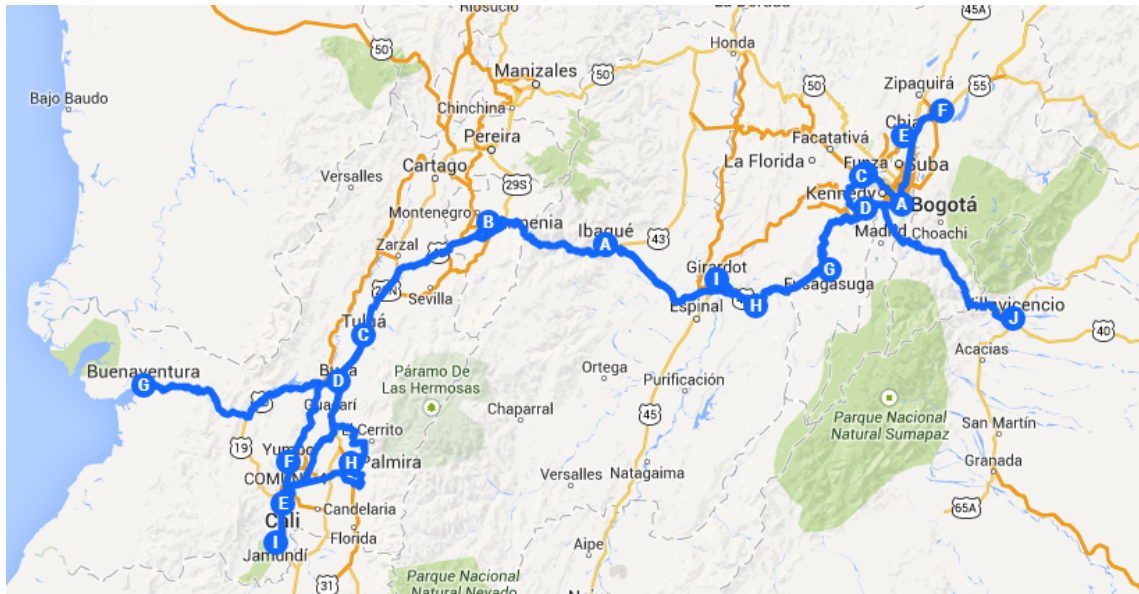 Riosucio
La Dorada
45A
50
Honda
Manizales
50
Zipaquirá
55
Bajo Baudo
Chinchina
50
F
Chia
E
Pereira
Facatativá
La Florida
Funza
Suba
Cartago
C
Versalles
29S
Kennedy
A
Bogotá
Montenegro
B
D
Madrid
Choachi
Ibagué
A
43
Zarzal
Girardot
I
G
Fusagasuga
Sevilla
H
Villavicencio
J
Espinal
Tuluá
C
40
Acacias
Buenaventura
G
D
Páramo De
Las Hermosas
Ortega
Purificación
Guacarí
Chaparral
Parque Nacional
Natural Sumapaz
45
San Martín
El Cerrito
19
Yumbo
F
H
Palmira
Versalles
Natagaima
Granada
E
Cali
Candelaria
65A
I
Jamundí
Florida
Aipe
31
Parque Nacional
Natural Nevado